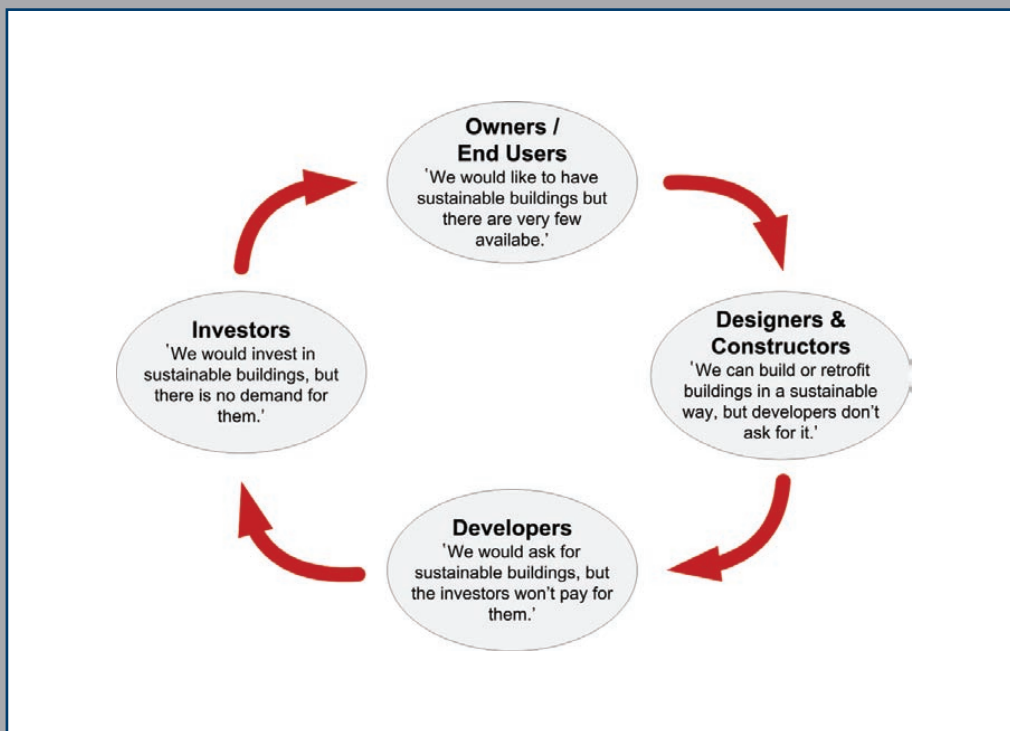 Owners /
End Users
'We would like to have
sustainable buildings but
there are very few
availabe.'
Designers &
Constructors
'We can build or retrofit
buildings in a sustainable
way, but developers don't
ask for it.'
Developers
'We would ask for
sustainable buildings, but
the investors won't pay for
them.'
Investors
'We would invest in
sustainable buildings, but
there is no demand for
them.'